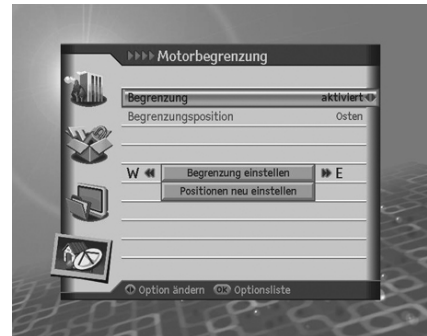 Motorbegrenzung
Begrenzung aktiviert
Begrenzungsposition Osten
W Begrenzung einstellen E
Positionen neu einstellen
Option ändern OK Optionsliste